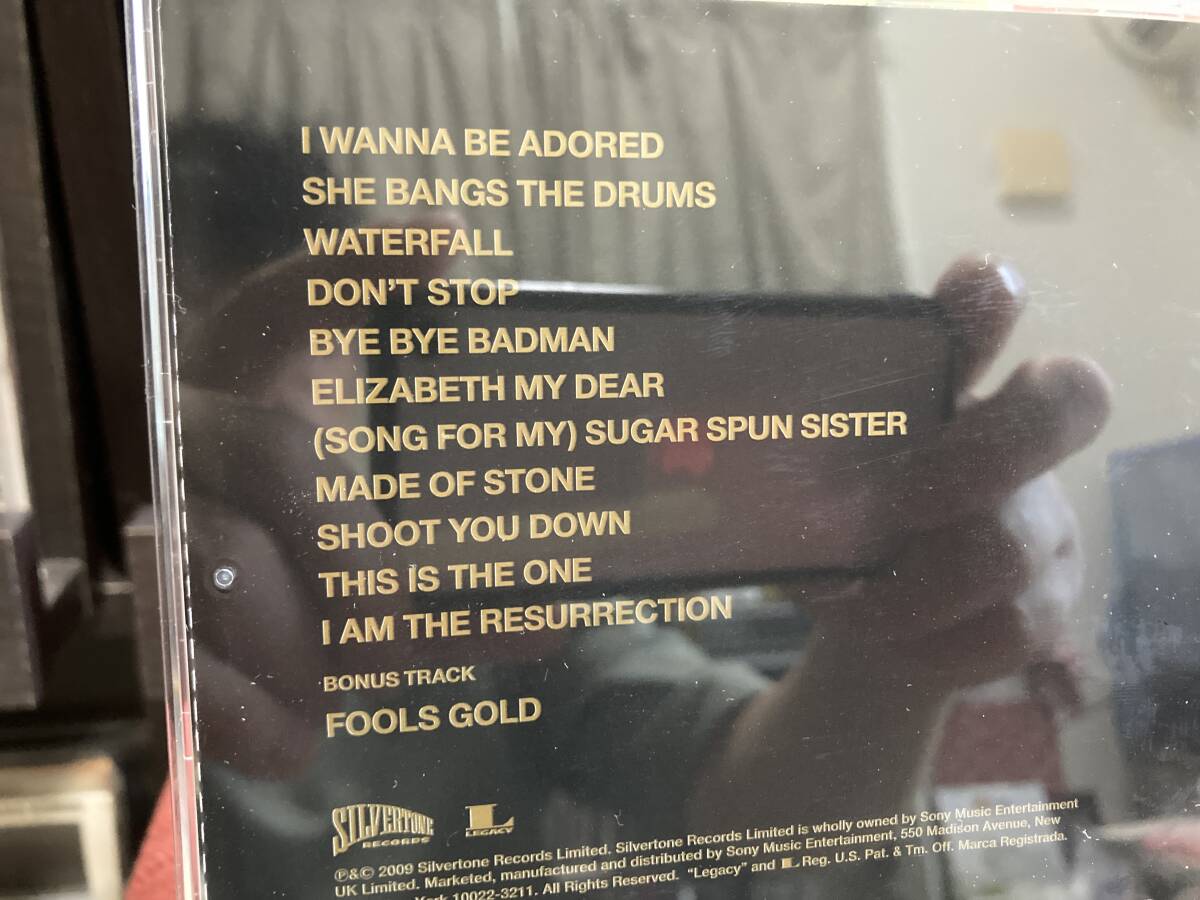 I WANNA BE ADORED
SHE BANGS THE DRUMS
WATERFALL
DON'T STOP
BYE BYE BADMAN
ELIZABETH MY DEAR
(SONG FOR MY) SUGAR SPUN SISTER
MADE OF STONE
SHOOT YOU DOWN
THIS IS THE ONE
I AM THE RESURRECTION
BONUS TRACK
FOOLS GOLD
SILVERTONE
RECORDS
L
LEGACY
℗&© 2009 Silvertone Records Limited. Silvertone Records Limited is wholly owned by Sony Music Entertainment
UK Limited. Marketed, manufactured and distributed by Sony Music Entertainment, 550 Madison Avenue, New
York 10022-3211. All Rights Reserved. "Legacy" and L Reg. U.S. Pat. & Tm. Off. Marca Registrada.